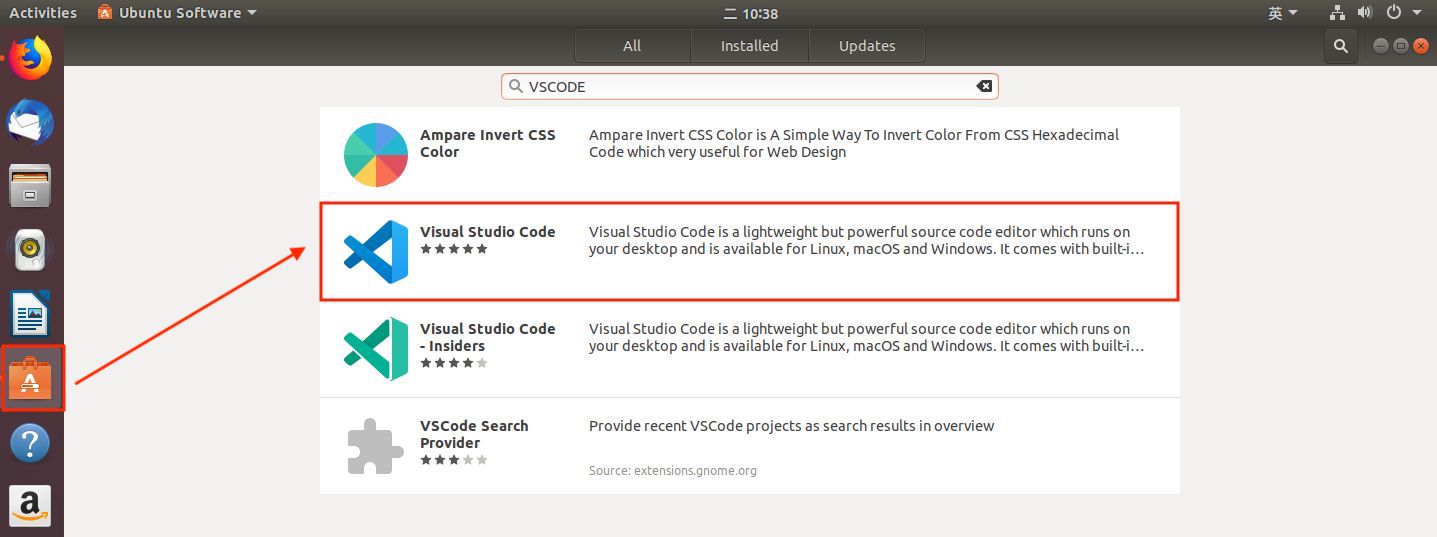 Activities
Ubuntu Software
二 10:38
英
All
Installed
Updates
VSCODE
Ampare Invert CSS
Color
Ampare Invert CSS Color is A Simple Way To Invert Color From CSS Hexadecimal
Code which very useful for Web Design
Visual Studio Code
Visual Studio Code is a lightweight but powerful source code editor which runs on
your desktop and is available for Linux, macOS and Windows. It comes with built-i…
Visual Studio Code
- Insiders
Visual Studio Code is a lightweight but powerful source code editor which runs on
your desktop and is available for Linux, macOS and Windows. It comes with built-i…
VSCode Search
Provider
Provide recent VSCode projects as search results in overview
Source: extensions.gnome.org